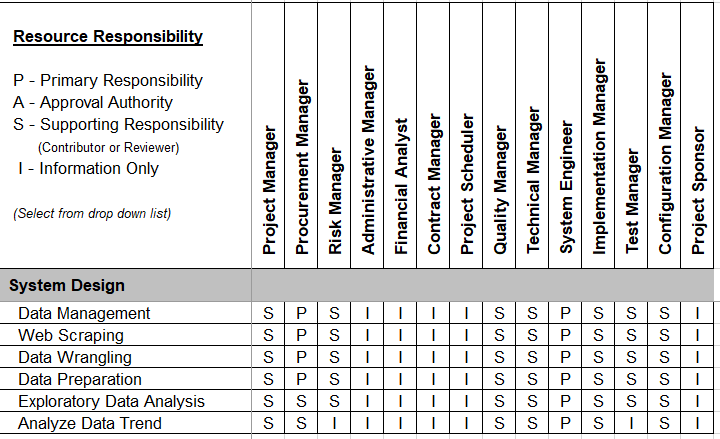 Resource Responsibility
P - Primary Responsibility
A - Approval Authority
S - Supporting Responsibility
(Contributor or Reviewer)
I - Information Only
(Select from drop down list)
Project Manager
Procurement Manager
Risk Manager
Administrative Manager
Financial Analyst
Contract Manager
Project Scheduler
Quality Manager
Technical Manager
System Engineer
Implementation Manager
Test Manager
Configuration Manager
Project Sponsor
System Design
Data Management S P S I I I I S S P S S S I
Web Scraping S P S I I I I S S P S S S I
Data Wrangling S P S I I I I S S P S S S I
Data Preparation S P S I I I I S S P S S S I
Exploratory Data Analysis S S S I I I I S S P S S S I
Analyze Data Trend S S I I I I I S S P S I S I